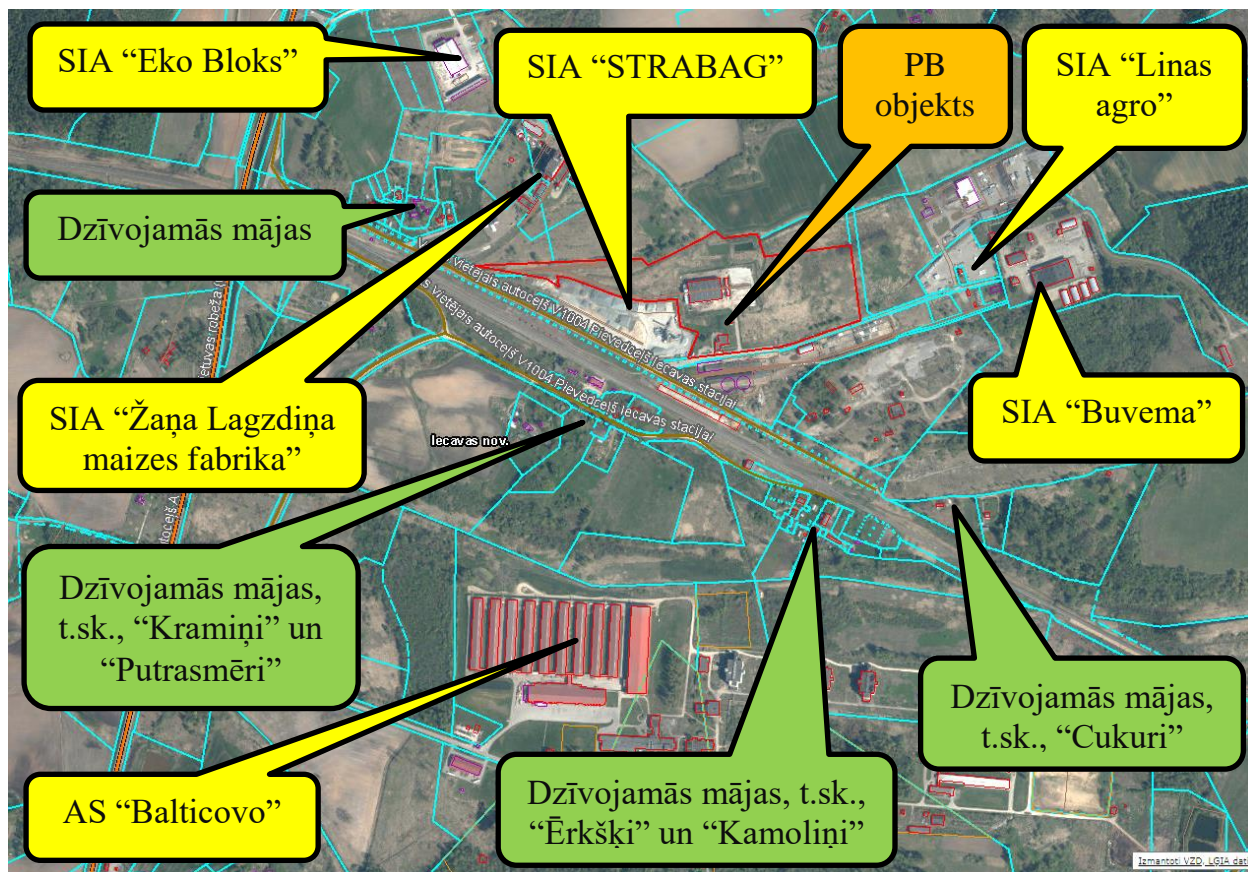 SIA “Eko Bloks”
SIA “STRABAG”
PB
objekts
SIA “Linas
agro”
Dzīvojamās mājas
vietējais autoceļš V1004 Pievedceļš Iecavas stacijai
vietējais autoceļš V1004 Pievedceļš Iecavas stacijai
Iecavas nov.
SIA “Žaņa Lagzdiņa
maizes fabrika”
SIA “Buvema”
Dzīvojamās mājas,
t.sk., “Kramiņi” un
“Putrasmēri”
Dzīvojamās mājas,
t.sk., “Cukuri”
AS “Balticovo”
Dzīvojamās mājas, t.sk.,
“Ērkšķi” un “Kamoliņi”
Izmantoti VZD, LĢIA dati